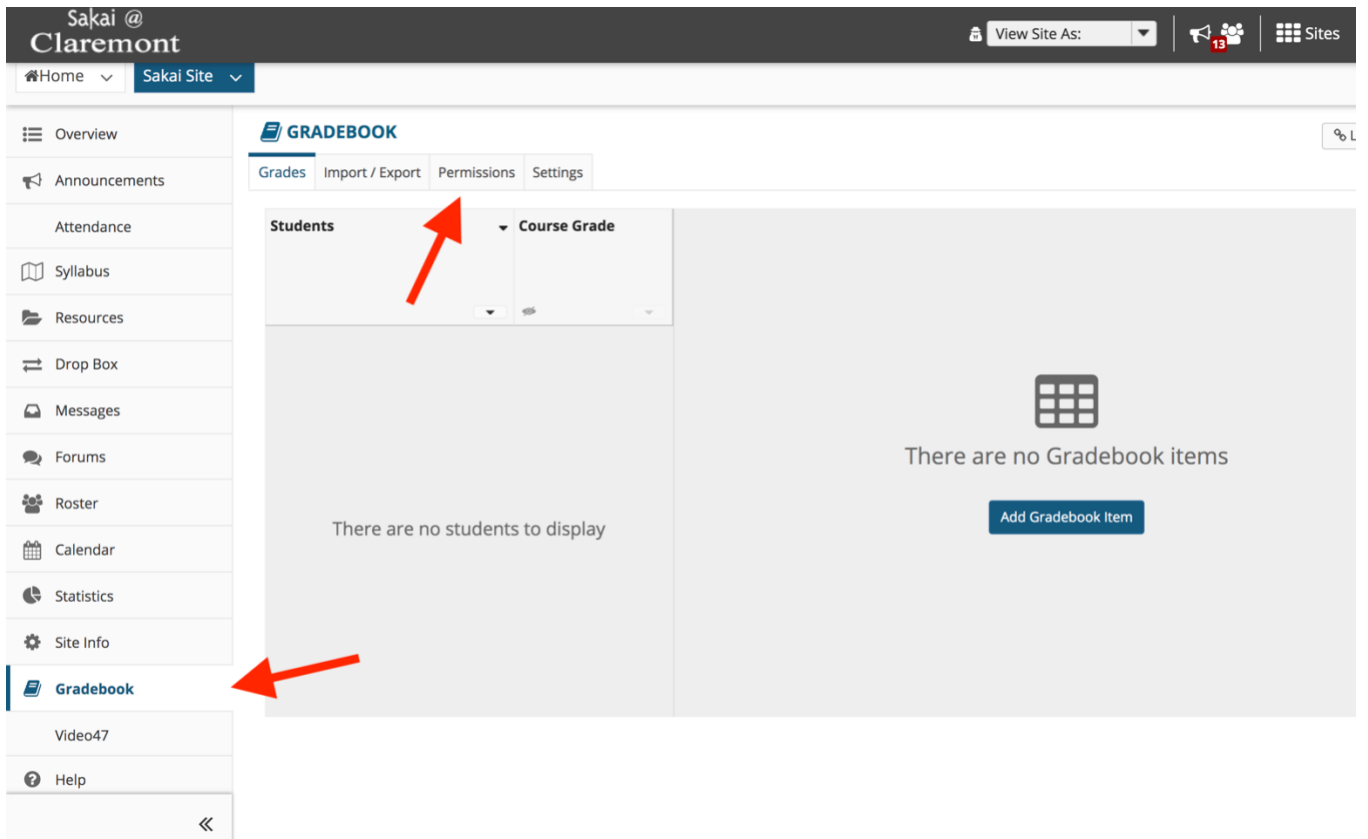 Sakai @
Claremont
View Site As:
13
Sites
Home
Sakai Site
Overview
Announcements
Attendance
Syllabus
Resources
Drop Box
Messages
Forums
Roster
Calendar
Statistics
Site Info
Gradebook
Video47
Help
GRADEBOOK
L
Grades Import / Export Permissions Settings
Students Course Grade
There are no students to display
There are no Gradebook items
Add Gradebook Item